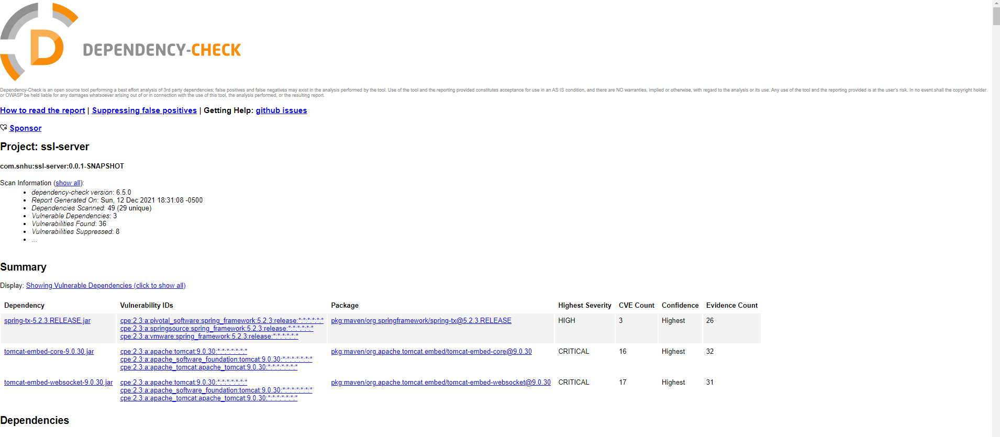 D
DEPENDENCY-CHECK
Dependency-Check is an open source tool performing a best effort analysis of 3rd party dependencies; false positives and false negatives may exist in the analysis performed by the tool. Use of the tool and the reporting provided constitutes acceptance for use in an AS IS condition, and there are NO warranties, implied or otherwise, with regard to the analysis or its use. Any use of the tool and the reporting provided is at the user's risk. In no event shall the copyright holder
or OWASP be held liable for any damages whatsoever arising out of or in connection with the use of this tool, the analysis performed, or the resulting report.
How to read the report | Suppressing false positives | Getting Help: github issues
Sponsor
Project: ssl-server
com.snhu:ssl-server:0.0.1-SNAPSHOT
Scan Information (show all):
• dependency-check version: 6.5.0
• Report Generated On: Sun, 12 Dec 2021 18:31:08 -0500
• Dependencies Scanned: 49 (29 unique)
• Vulnerable Dependencies: 3
• Vulnerabilities Found: 36
• Vulnerabilities Suppressed: 8
• ...
Summary
Display: Showing Vulnerable Dependencies (click to show all)
Dependency Vulnerability IDs Package Highest Severity CVE Count Confidence Evidence Count
spring-tx-5.2.3.RELEASE.jar cpe:2.3:a:pivotal_software:spring_framework:5.2.3:release:*:*:*:*:*:* pkg:maven/org.springframework/spring-tx@5.2.3.RELEASE HIGH 3 Highest 26
cpe:2.3:a:springsource:spring_framework:5.2.3:release:*:*:*:*:*:*
cpe:2.3:a:vmware:spring_framework:5.2.3:release:*:*:*:*:*:*
tomcat-embed-core-9.0.30.jar cpe:2.3:a:apache:tomcat:9.0.30:*:*:*:*:*:*:* pkg:maven/org.apache.tomcat.embed/tomcat-embed-core@9.0.30 CRITICAL 16 Highest 32
cpe:2.3:a:apache_software_foundation:tomcat:9.0.30:*:*:*:*:*:*:*
cpe:2.3:a:apache_tomcat:apache_tomcat:9.0.30:*:*:*:*:*:*:*
tomcat-embed-websocket-9.0.30.jar cpe:2.3:a:apache:tomcat:9.0.30:*:*:*:*:*:*:* pkg:maven/org.apache.tomcat.embed/tomcat-embed-websocket@9.0.30 CRITICAL 17 Highest 31
cpe:2.3:a:apache_software_foundation:tomcat:9.0.30:*:*:*:*:*:*:*
cpe:2.3:a:apache_tomcat:apache_tomcat:9.0.30:*:*:*:*:*:*:*
Dependencies